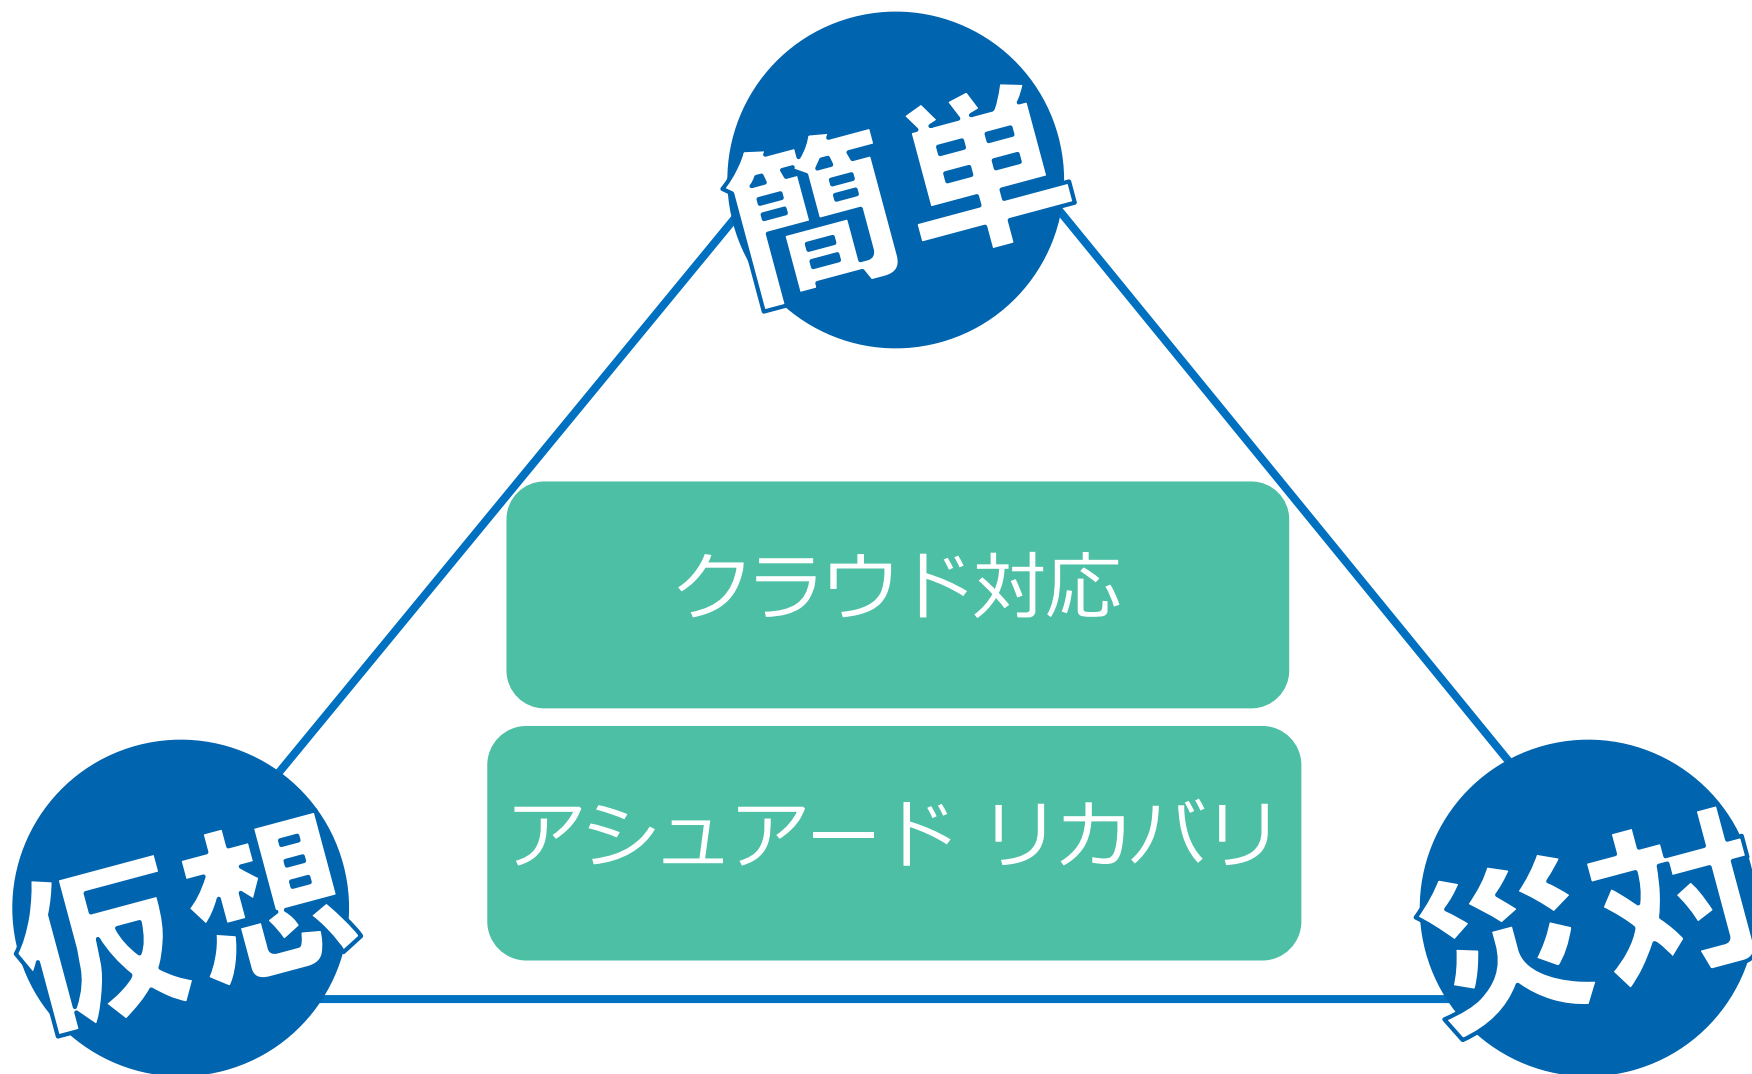 簡単
クラウド対応
アシュアード リカバリ
仮想
災対